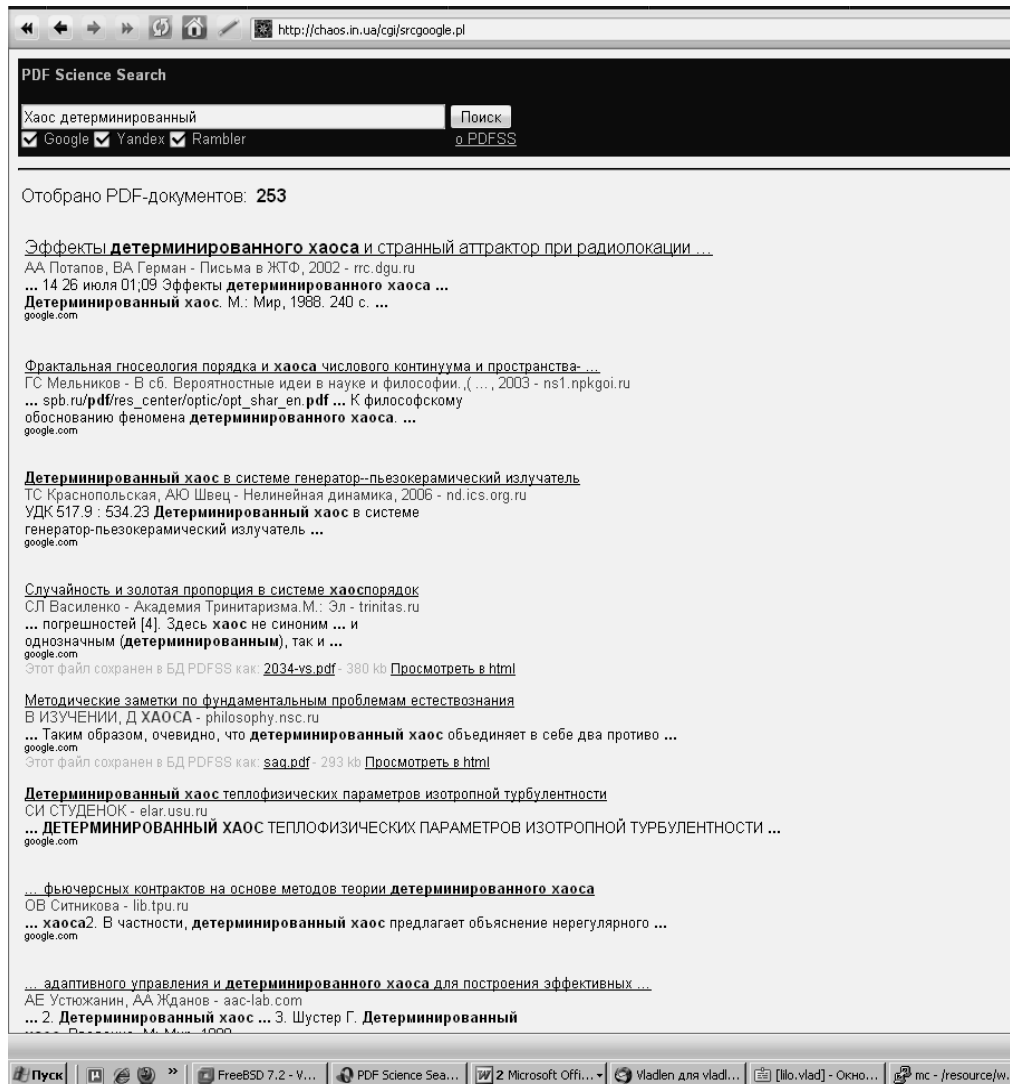 http://chaos.in.ua/cgi/srcgoogle.pl
PDF Science Search
Хаос детерминированный
Поиск
Google Yandex Rambler
о PDFSS
Отобрано PDF-документов: 253
Эффекты детерминированного хаоса и странный аттрактор при радиолокации ...
АА Потапов, ВА Герман - Письма в ЖТФ, 2002 - rrc.dgu.ru
... 14 26 июля 01;09 Эффекты детерминированного хаоса ...
Детерминированный хаос. М.: Мир, 1988. 240 с. ...
google.com
Фрактальная гносеология порядка и хаоса числового континуума и пространства- ...
ГС Мельников - В сб. Вероятностные идеи в науке и философии.,( ... , 2003 - ns1.npkgoi.ru
... spb.ru/pdf/res_center/optic/opt_shar_en.pdf ... К философскому
обоснованию феномена детерминированного хаоса. ...
google.com
Детерминированный хаос в системе генератор--пьезокерамический излучатель
ТС Краснопольская, АЮ Швец - Нелинейная динамика, 2006 - nd.ics.org.ru
УДК 517.9 : 534.23 Детерминированный хаос в системе
генератор-пьезокерамический излучатель ...
google.com
Случайность и золотая пропорция в системе хаоспорядок
СЛ Василенко - Академия Тринитаризма.М.: Эл - trinitas.ru
... погрешностей [4]. Здесь хаос не синоним ... и
однозначным (детерминированным), так и ...
google.com
Этот файл сохранен в БД PDFSS как: 2034-vs.pdf - 380 kb Просмотреть в html
Методические заметки по фундаментальным проблемам естествознания
В ИЗУЧЕНИИ, Д ХАОСА - philosophy.nsc.ru
... Таким образом, очевидно, что детерминированный хаос объединяет в себе два противо ...
google.com
Этот файл сохранен в БД PDFSS как: saq.pdf - 293 kb Просмотреть в html
Детерминированный хаос теплофизических параметров изотропной турбулентности
СИ СТУДЕНОК - elar.usu.ru
... ДЕТЕРМИНИРОВАННЫЙ ХАОС ТЕПЛОФИЗИЧЕСКИХ ПАРАМЕТРОВ ИЗОТРОПНОЙ ТУРБУЛЕНТНОСТИ ...
google.com
... фьючерсных контрактов на основе методов теории детерминированного хаоса
ОВ Ситникова - lib.tpu.ru
... хаоса2. В частности, детерминированный хаос предлагает объяснение нерегулярного ...
google.com
... адаптивного управления и детерминированного хаоса для построения эффективных ...
АЕ Устюжанин, АА Жданов - aac-lab.com
... 2. Детерминированный хаос ... 3. Шустер Г. Детерминированный
Пуск » FreeBSD 7.2 - V... PDF Science Sea... 2 Microsoft Offi... Vladlen для vladl... [lilo.vlad] - Окно... mc - /resource/w.